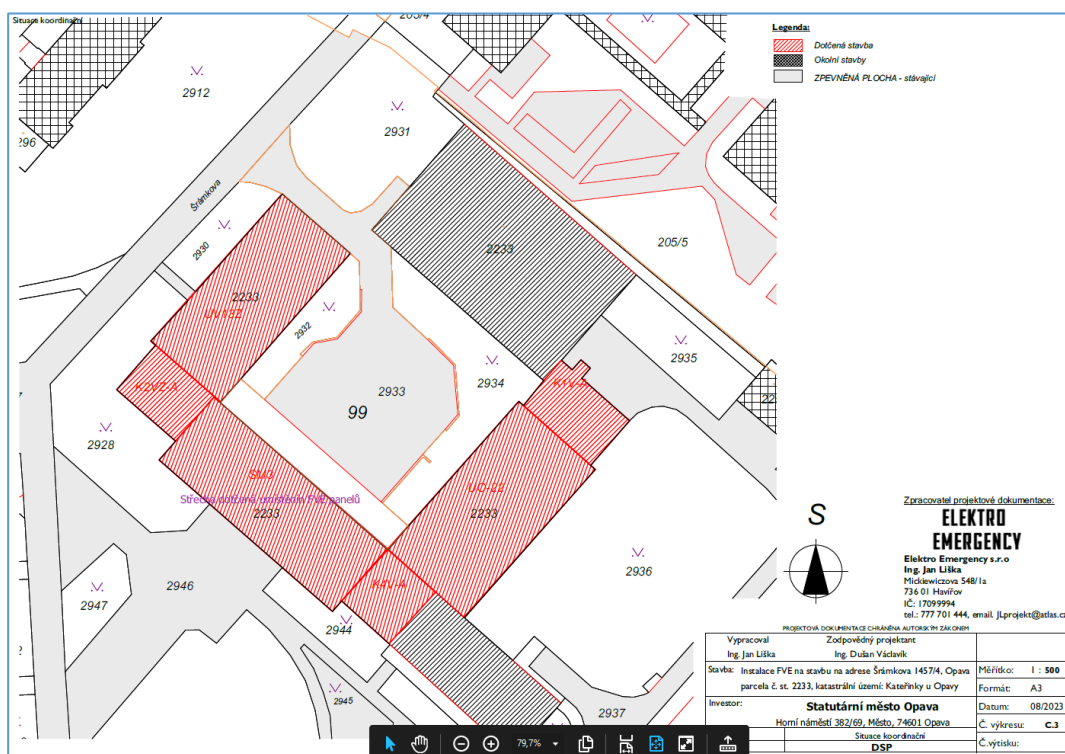 Situace koordinační
205/4
Legenda:
Dotčená stavba
Okolní stavby
ZPEVNĚNÁ PLOCHA - stávající
2912
2931
296
Šrámkova
2930
2233
205/5
2233
UV13Z
2932
2935
2933
2934
K2VZ-A
K1V-A
99
2928
SM3
UO-22
Střecha dotčená umístěním FVE panelů
2233
2233
S
2936
2946
K4V-A
2947
2944
2945
2937
Zpracovatel projektové dokumentace:
ELEKTRO
EMERGENCY
Elektro Emergency s.r.o
Ing. Jan Liška
Mickiewiczova 548/1a
736 01 Havířov
IČ: 17099994
tel.: 777 701 444, email. JLprojekt@atlas.cz
PROJEKTOVÁ DOKUMENTACE CHRÁNĚNA AUTORSKÝM ZÁKONEM
Vypracoval Zodpovědný projektant
Ing. Jan Liška Ing. Dušan Václavík
Stavba: Instalace FVE na stavbu na adrese Šrámkova 1457/4, Opava
parcela č. st. 2233, katastrální území: Kateřinky u Opavy
Měřítko: 1 : 500
Formát: A3
Investor: Statutární město Opava
Horní náměstí 382/69, Město, 74601 Opava
Datum: 08/2023
Č. výkresu: C.3
Situace koordinační
DSP
Č.výtisku:
79,7%